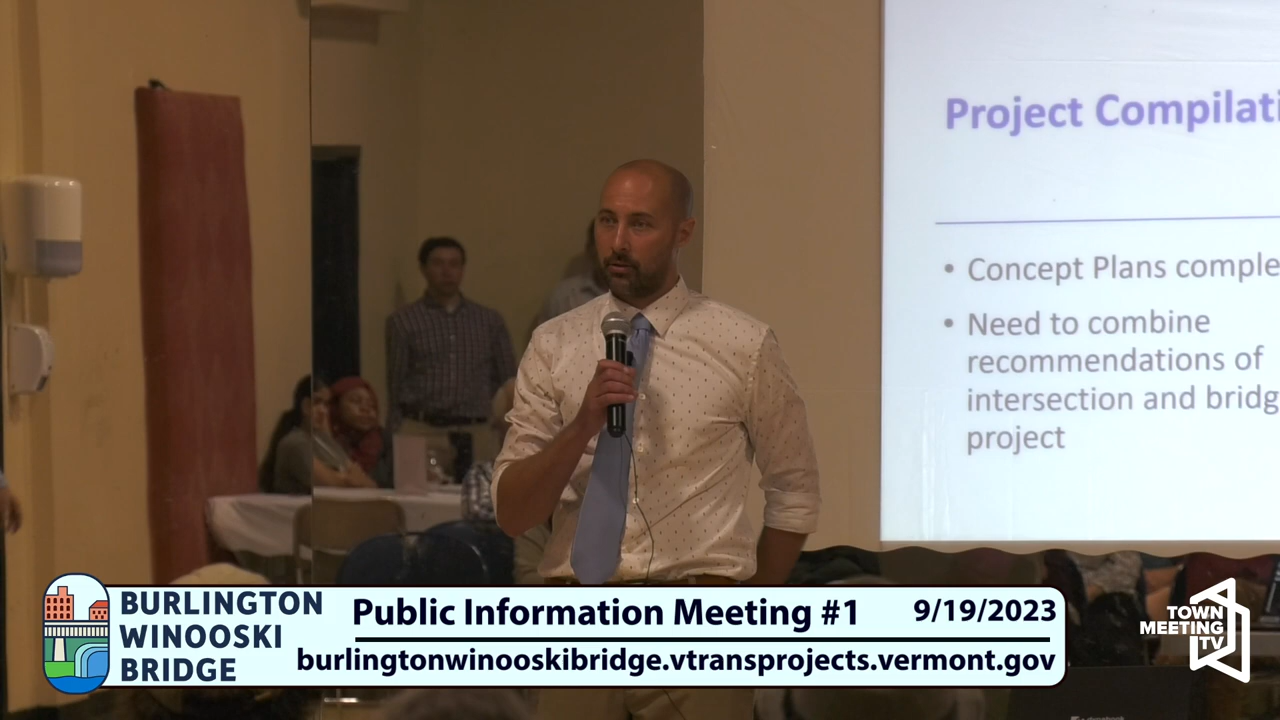 Project Compilati
• Concept Plans comple
• Need to combine
recommendations of
intersection and bridg
project
BURLINGTON
WINOOSKI
BRIDGE
Public Information Meeting #1
9/19/2023
burlingtonwinooskibridge.vtransprojects.vermont.gov
TOWN
MEETING
TV